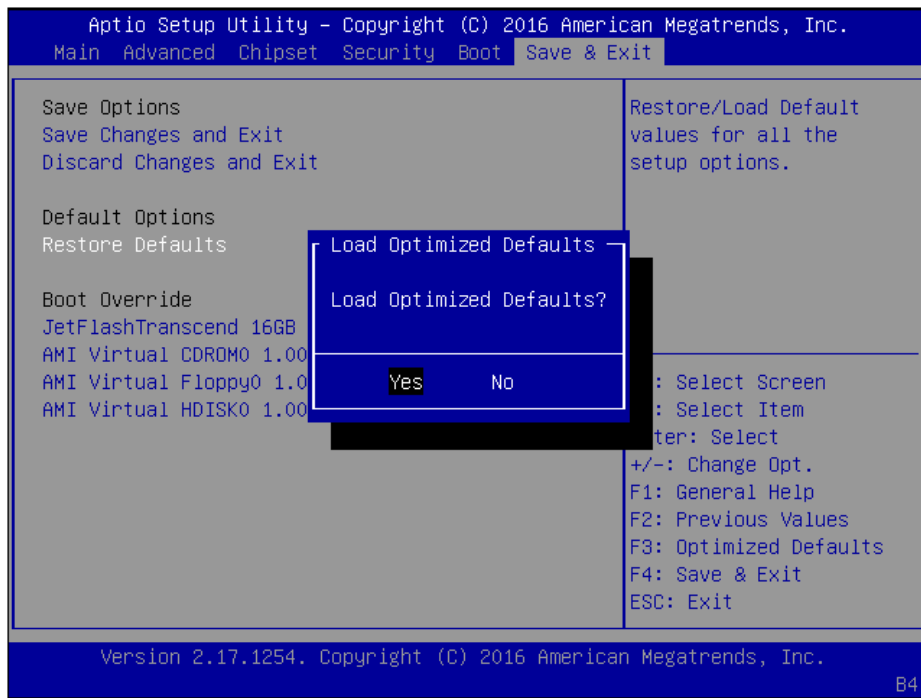 Aptio Setup Utility – Copyright (C) 2016 American Megatrends, Inc.
Main Advanced Chipset Security Boot Save & Exit
Save Options
Save Changes and Exit
Discard Changes and Exit
Default Options
Restore Defaults
Boot Override
JetFlashTranscend 16GB
AMI Virtual CDROM0 1.00
AMI Virtual Floppy0 1.0
AMI Virtual HDISK0 1.00
Load Optimized Defaults
Load Optimized Defaults?
Yes No
Restore/Load Default
values for all the
setup options.
: Select Screen
: Select Item
ter: Select
+/-: Change Opt.
F1: General Help
F2: Previous Values
F3: Optimized Defaults
F4: Save & Exit
ESC: Exit
Version 2.17.1254. Copyright (C) 2016 American Megatrends, Inc.
B4